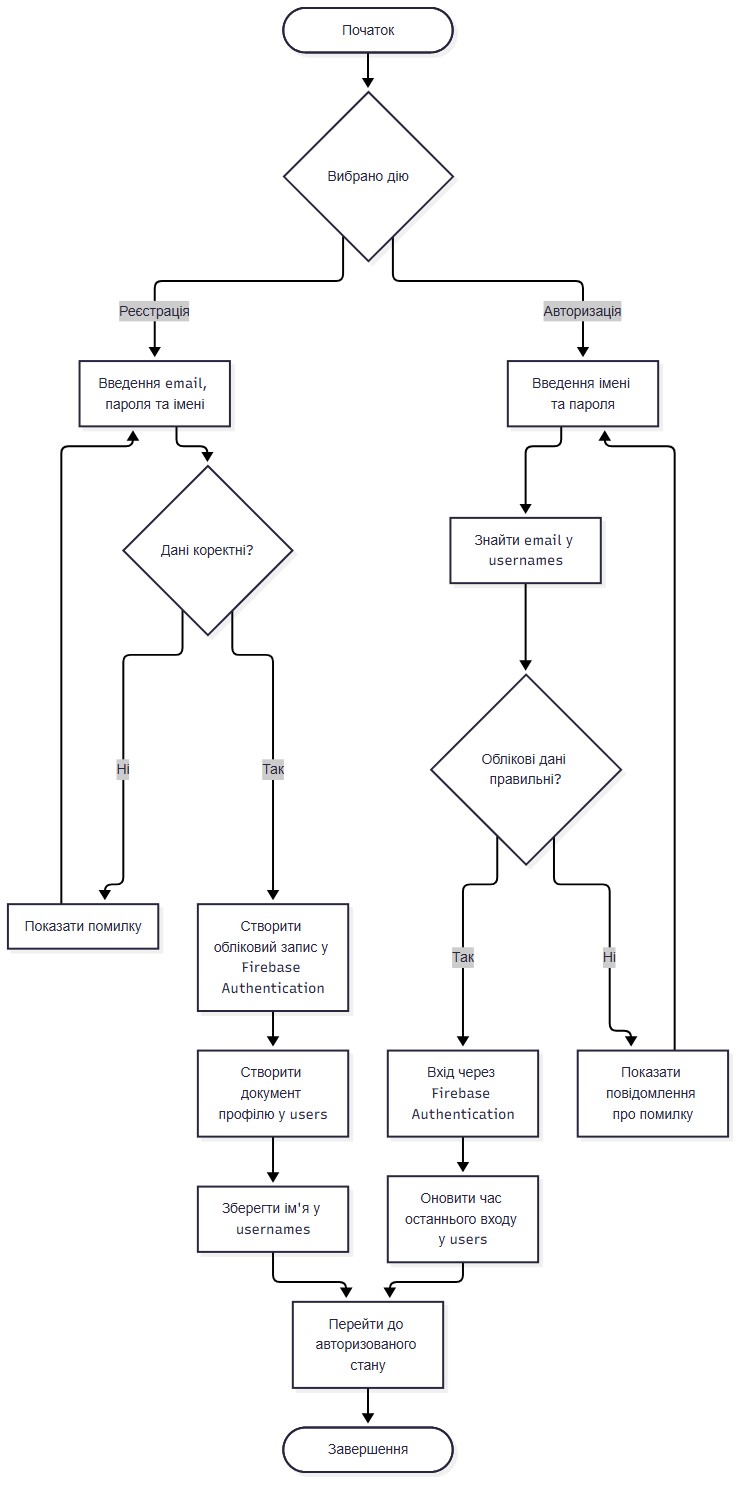 Початок
Вибрано дію
Реєстрація
Авторизація
Введення email,
пароля та імені
Введення імені
та пароля
Дані коректні?
Знайти email у
usernames
Ні
Так
Облікові дані
правильні?
Показати помилку
Створити
обліковий запис у
Firebase
Authentication
Так
Ні
Створити
документ
профілю у users
Вхід через
Firebase
Authentication
Показати
повідомлення
про помилку
Зберегти ім'я у
usernames
Оновити час
останнього входу
у users
Перейти до
авторизованого
стану
Завершення